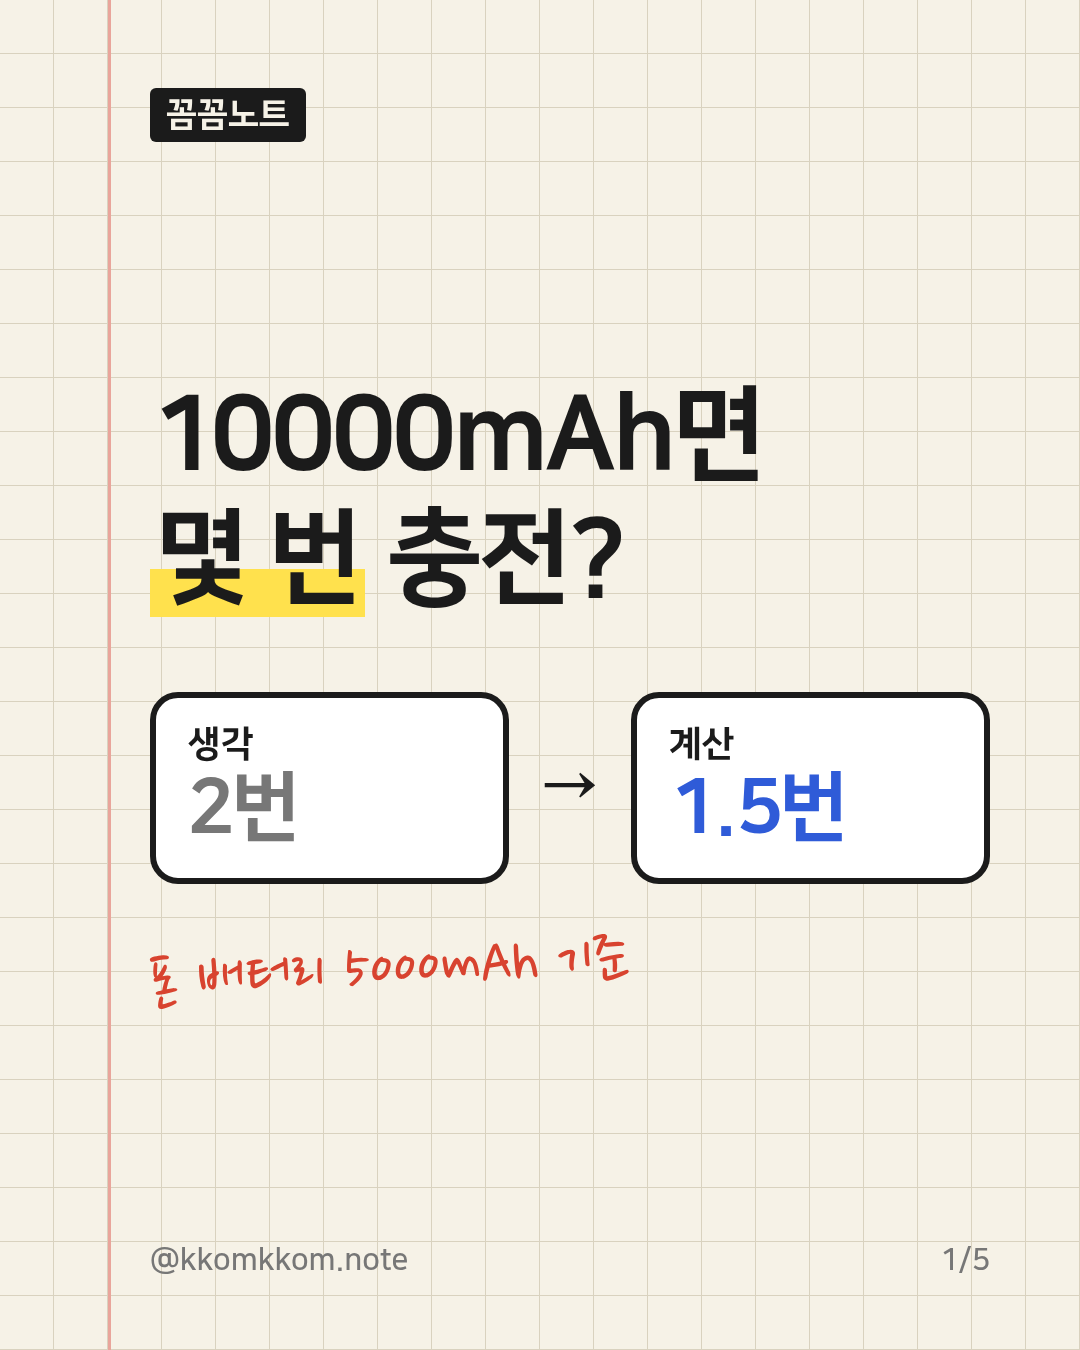 꼼꼼노트
10000mAh면
몇 번 충전?
생각
2번
→
계산
1.5번
폰 배터리 5000mAh 기준
@kkomkkom.note
1/5